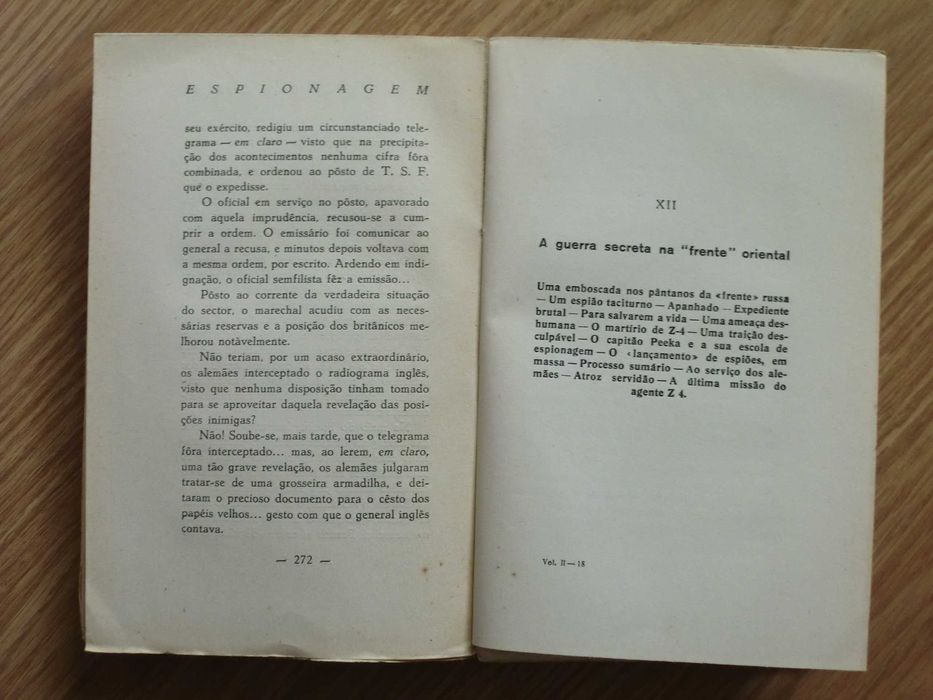 ESPIONAGEM
seu exército, redigiu um circunstanciado tele-
grama — em claro — visto que na precipita-
ção dos acontecimentos nenhuma cifra fôra
combinada, e ordenou ao pôsto de T. S. F.
que o expedisse.
O oficial em serviço no pôsto, apavorado
com aquela imprudência, recusou-se a cum-
prir a ordem. O emissário foi comunicar ao
general a recusa, e minutos depois voltava com
a mesma ordem, por escrito. Ardendo em indi-
gnação, o oficial semfilista fêz a emissão...
Pôsto ao corrente da verdadeira situação
do sector, o marechal acudiu com as neces-
sárias reservas e a posição dos britânicos me-
lhorou notàvelmente.
Não teriam, por um acaso extraordinário,
os alemães interceptado o radiograma inglês,
visto que nenhuma disposição tinham tomado
para se aproveitar daquela revelação das posi-
ções inimigas?
Não! Soube-se, mais tarde, que o telegrama
fôra interceptado... mas, ao lerem, em claro,
uma tão grave revelação, os alemães julgaram
tratar-se de uma grosseira armadilha, e dei-
taram o precioso documento para o cêsto dos
papéis velhos... gesto com que o general inglês
contava.
— 272 —
XII
A guerra secreta na "frente" oriental
Uma emboscada nos pântanos da «frente» russa
— Um espião taciturno — Apanhado — Expediente
brutal — Para salvarem a vida — Uma ameaça des-
humana — O martírio de Z-4 — Uma traição des-
culpável — O capitão Peeka e a sua escola de
espionagem — O «lançamento» de espiões, em
massa — Processo sumário — Ao serviço dos ale-
mães — Atroz servidão — A última missão do
agente Z 4.
Vol. II — 18